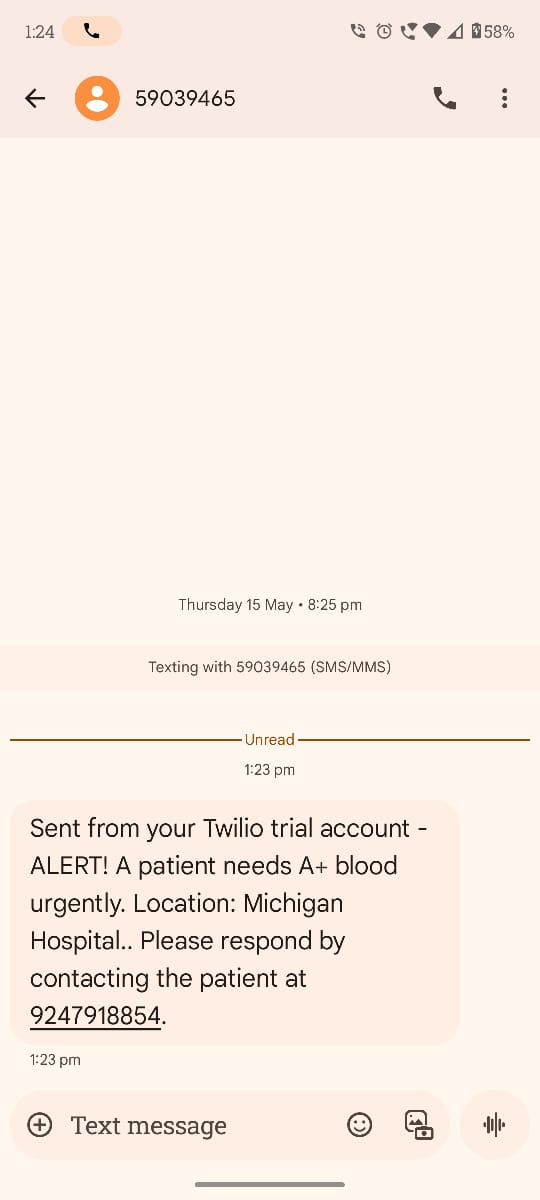 1:24
58%
59039465
Thursday 15 May • 8:25 pm
Texting with 59039465 (SMS/MMS)
Unread
1:23 pm
Sent from your Twilio trial account -
ALERT! A patient needs A+ blood
urgently. Location: Michigan
Hospital.. Please respond by
contacting the patient at
9247918854.
1:23 pm
Text message